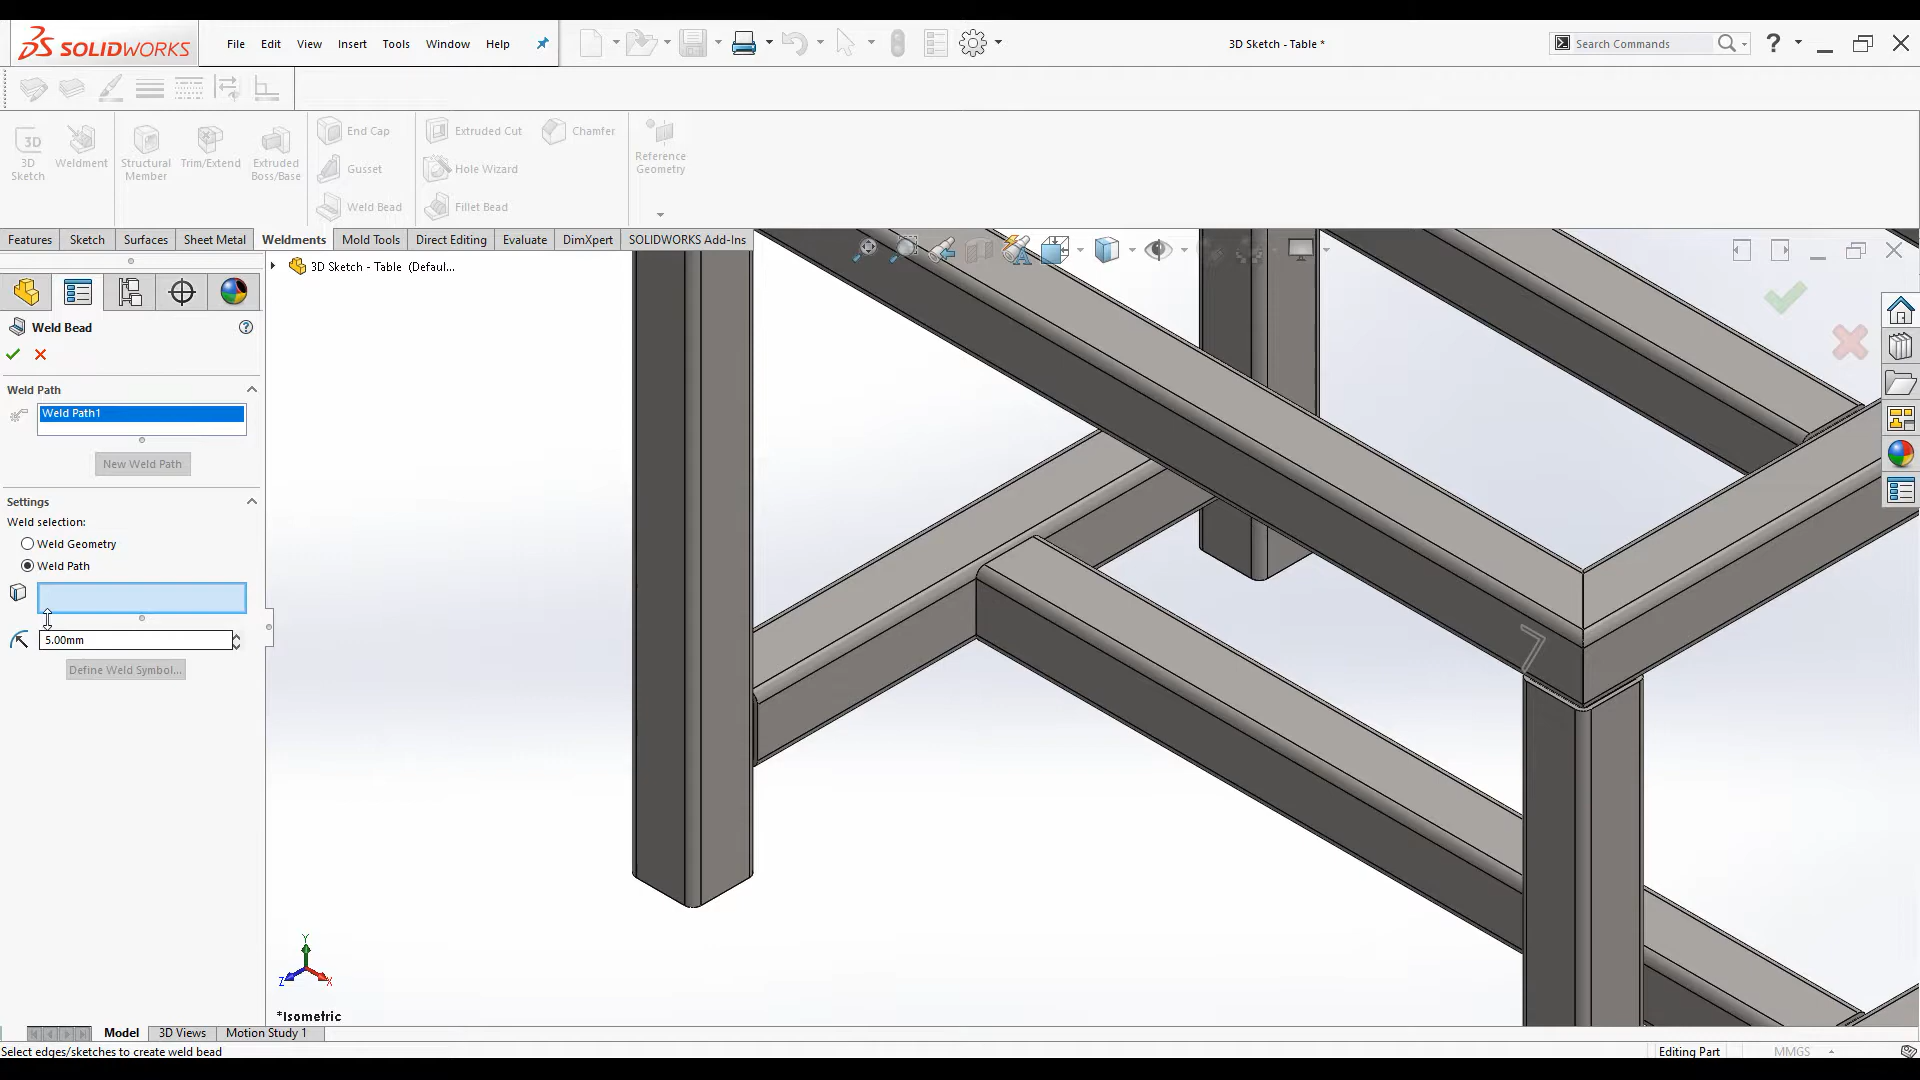 SOLIDWORKS
File Edit View Insert Tools Window Help
3D Sketch - Table *
Search Commands
3D Sketch
Weldment
Structural Member
Trim/Extend
Extruded Boss/Base
End Cap
Gusset
Weld Bead
Extruded Cut
Hole Wizard
Fillet Bead
Chamfer
Reference Geometry
Features Sketch Surfaces Sheet Metal Weldments Mold Tools Direct Editing Evaluate DimXpert SOLIDWORKS Add-Ins
3D Sketch - Table (Defaul...
Weld Bead
Weld Path
Weld Path1
New Weld Path
Settings
Weld selection:
Weld Geometry
Weld Path
5.00mm
Define Weld Symbol...
Y
Z
X
*Isometric
Model 3D Views Motion Study 1
Select edges/sketches to create weld bead
Editing Part
MMGS